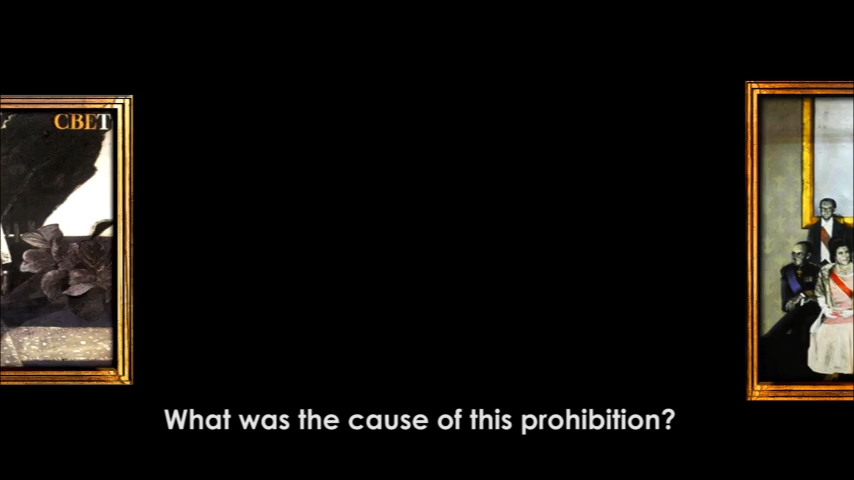 СВЕТ
What was the cause of this prohibition?